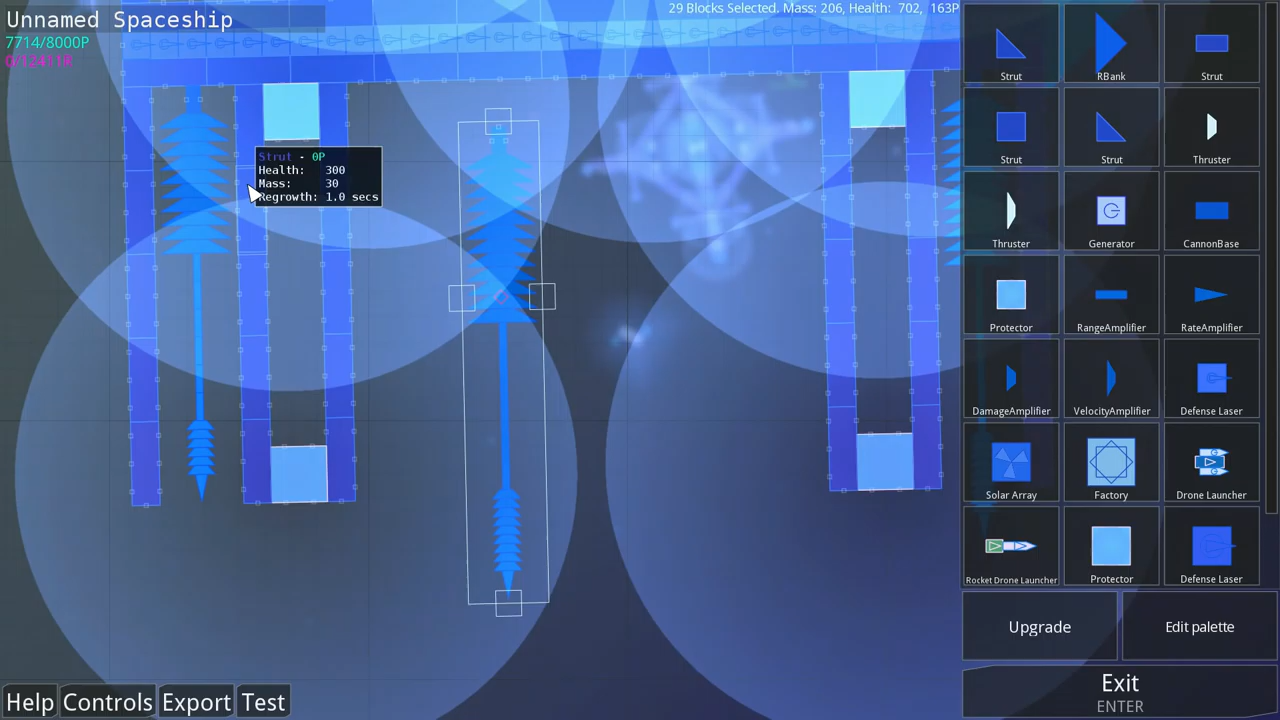 Unnamed Spaceship
7714/8000P
0/12411R
29 Blocks Selected. Mass: 206, Health: 702, 163P
Strut - 0P
Health: 300
Mass: 30
Regrowth: 1.0 secs
Strut
RBank
Strut
Strut
Strut
Thruster
Thruster
Generator
CannonBase
Protector
RangeAmplifier
RateAmplifier
DamageAmplifier
VelocityAmplifier
Defense Laser
Solar Array
Factory
Drone Launcher
Rocket Drone Launcher
Protector
Defense Laser
Upgrade
Edit palette
Exit
ENTER
Help
Controls
Export
Test